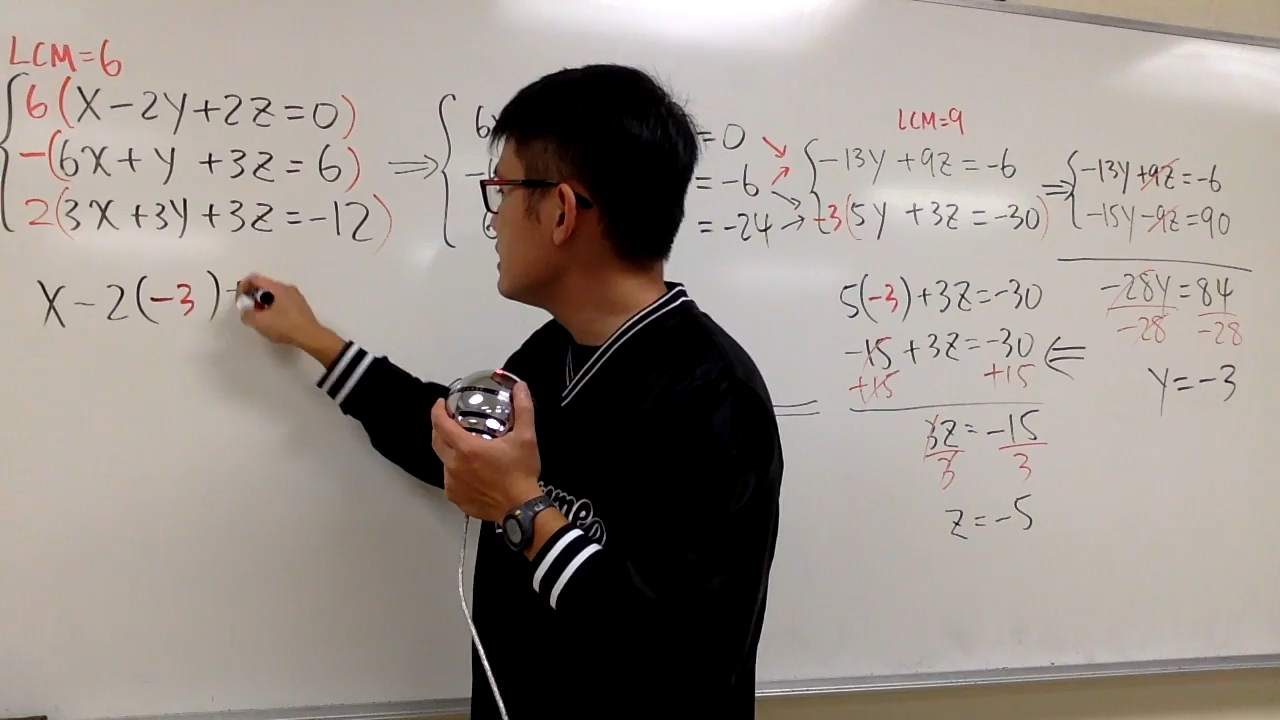 LCM=6
6(X-2Y+2Z=0)
-(6X+Y+3Z=6)
2(3X+3Y+3Z=-12)
X-2(-3)+
⇒
6
=0
=-6
=-24
-13Y+9Z=-6
-3(5Y+3Z=-30)
5(-3)+3Z=-30
-15+3Z=-30
+15 +15
3Z=-15
3 3
Z=-5
LCM=9
⇒
-13Y+9Z=-6
-15Y-9Z=90
-28Y=84
-28 -28
Y=-3
⇐